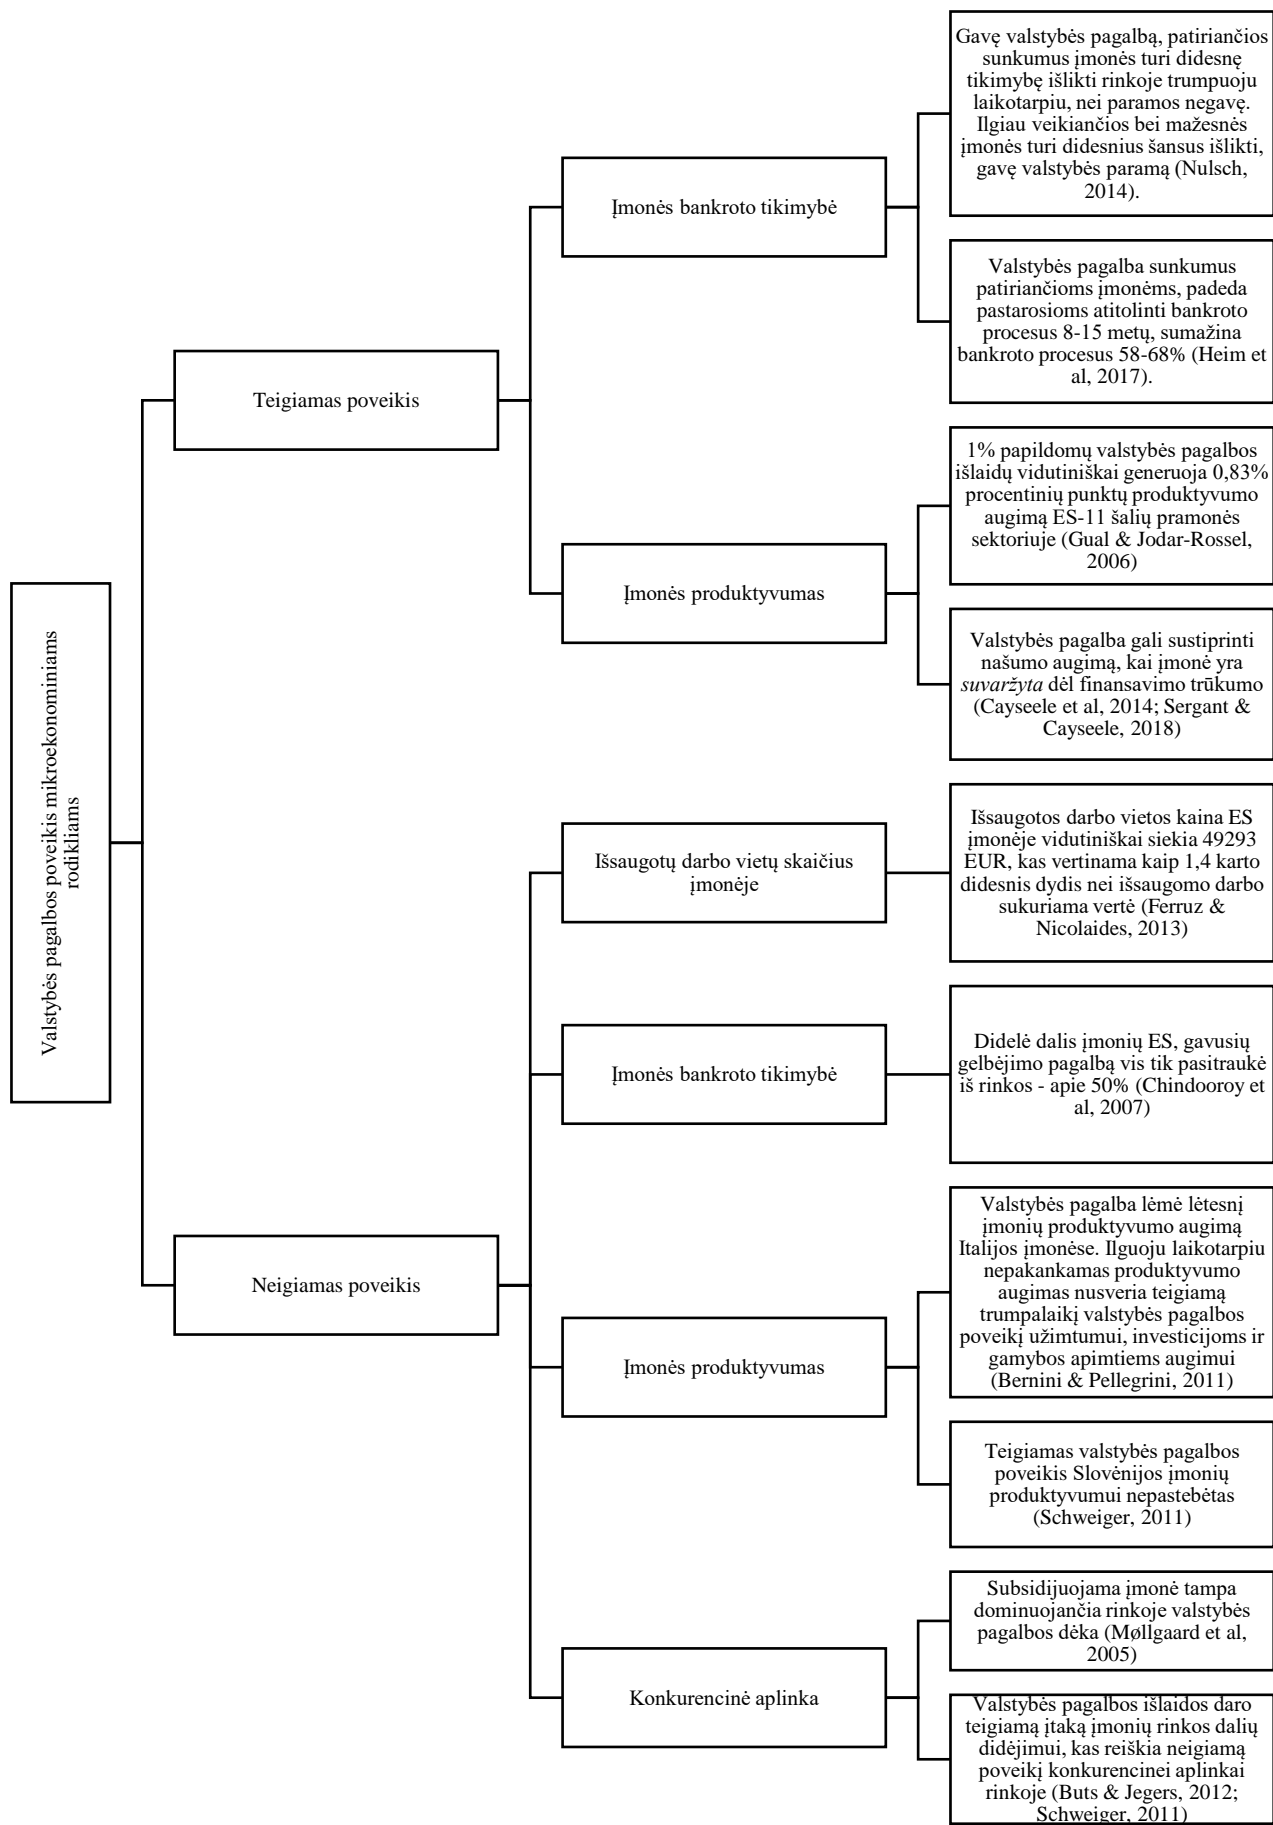 Valstybės pagalbos poveikis mikroekonominiams
rodikliams
Teigiamas poveikis
Įmonės bankroto tikimybė
Gavę valstybės pagalbą, patiriančios
sunkumus įmonės turi didesnę
tikimybę išlikti rinkoje trumpuoju
laikotarpiu, nei paramos negavę.
Ilgiau veikiančios bei mažesnės
įmonės turi didesnius šansus išlikti,
gavę valstybės paramą (Nulsch,
2014).
Valstybės pagalba sunkumus
patiriančioms įmonėms, padeda
pastarosioms atitolinti bankroto
procesus 8-15 metų, sumažina
bankroto procesus 58-68% (Heim et
al, 2017).
Įmonės produktyvumas
1% papildomų valstybės pagalbos
išlaidų vidutiniškai generuoja 0,83%
procentinių punktų produktyvumo
augimą ES-11 šalių pramonės
sektoriuje (Gual & Jodar-Rossel,
2006)
Valstybės pagalba gali sustiprinti
našumo augimą, kai įmonė yra
suvaržyta dėl finansavimo trūkumo
(Cayseele et al, 2014; Sergant &
Cayseele, 2018)
Neigiamas poveikis
Išsaugotų darbo vietų skaičius
įmonėje
Išsaugotos darbo vietos kaina ES
įmonėje vidutiniškai siekia 49293
EUR, kas vertinama kaip 1,4 karto
didesnis dydis nei išsaugomo darbo
sukuriama vertė (Ferruz &
Nicolaides, 2013)
Įmonės bankroto tikimybė
Didelė dalis įmonių ES, gavusių
gelbėjimo pagalbą vis tik pasitraukė
iš rinkos - apie 50% (Chindooroy et
al, 2007)
Įmonės produktyvumas
Valstybės pagalba lėmė lėtesnį
įmonių produktyvumo augimą
Italijos įmonėse. Ilguoju laikotarpiu
nepakankamas produktyvumo
augimas nusveria teigiamą
trumpalaikį valstybės pagalbos
poveikį užimtumui, investicijoms ir
gamybos apimtiems augimui
(Bernini & Pellegrini, 2011)
Teigiamas valstybės pagalbos
poveikis Slovėnijos įmonių
produktyvumui nepastebėtas
(Schweiger, 2011)
Konkurencinė aplinka
Subsidijuojama įmonė tampa
dominuojančia rinkoje valstybės
pagalbos dėka (Møllgaard et al,
2005)
Valstybės pagalbos išlaidos daro
teigiamą įtaką įmonių rinkos dalių
didėjimui, kas reiškia neigiamą
poveikį konkurencinei aplinkai
rinkoje (Buts & Jegers, 2012;
Schweiger, 2011)